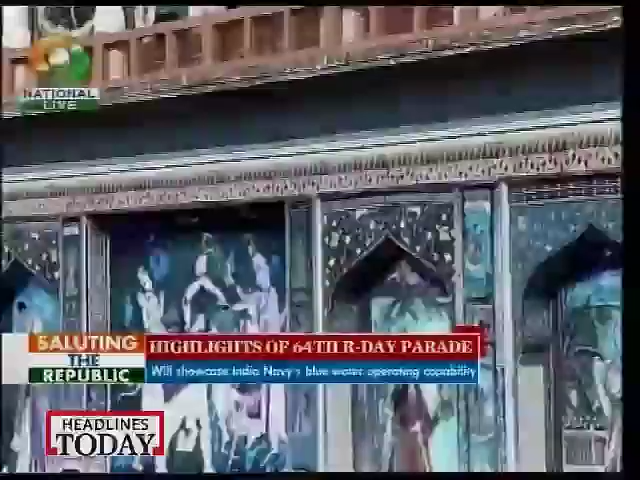 NATIONAL
LIVE
SALUTING
THE
REPUBLIC
HIGHLIGHTS OF 64TH R-DAY PARADE
Will showcase India Navy's blue water operating capability
HEADLINES
TODAY